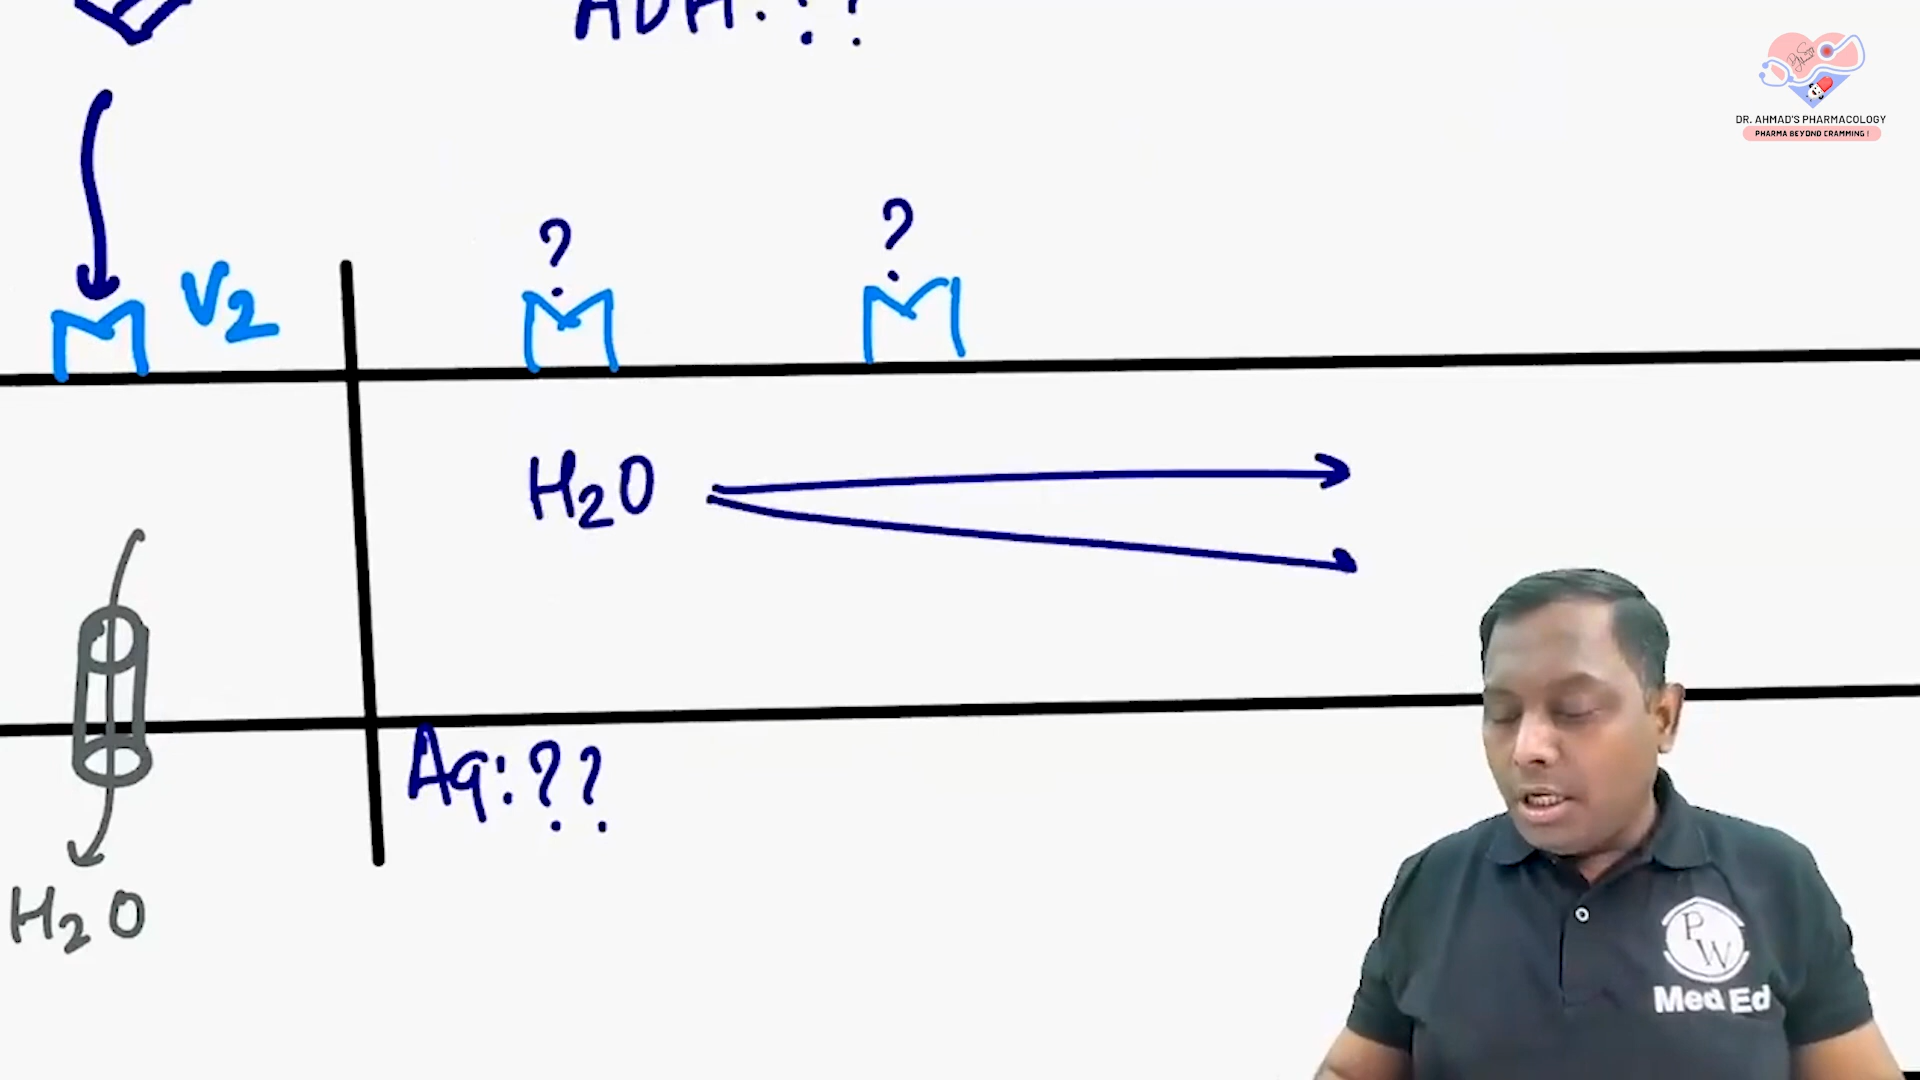 ADH:??
DR. AHMAD'S PHARMACOLOGY
PHARMA BEYOND CRAMMING !
? ?
V2
H2O
Aq:??
H2O
PW
Med Ed